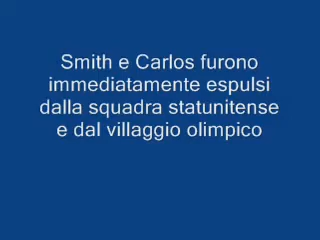 Smith e Carlos furono
immediatamente espulsi
dalla squadra statunitense
e dal villaggio olimpico